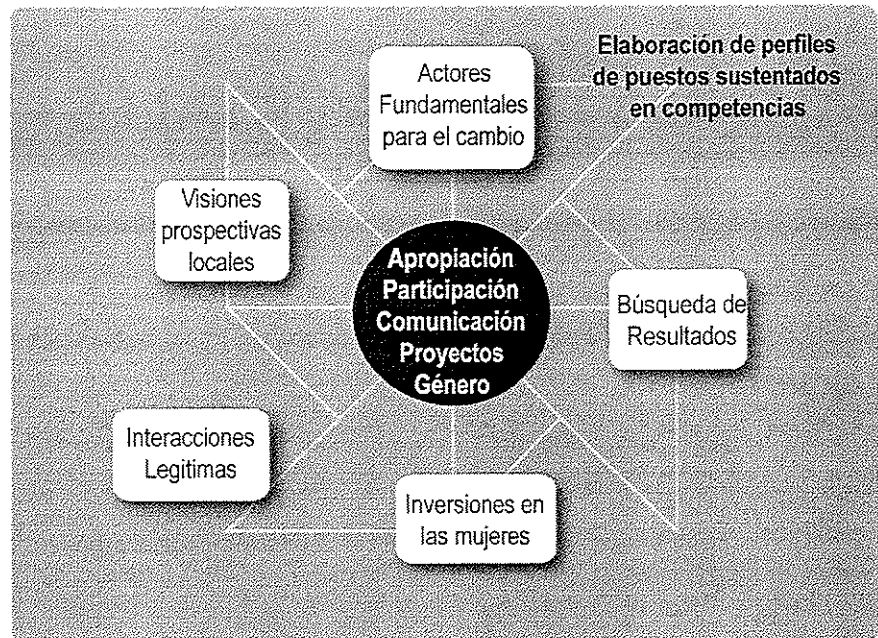 Elaboración de perfiles
de puestos sustentados
en competencias
Actores
Fundamentales
para el cambio
Visiones
prospectivas
locales
Apropiación
Participación
Comunicación
Proyectos
Género
Búsqueda de
Resultados
Interacciones
Legitimas
Inversiones en
las mujeres